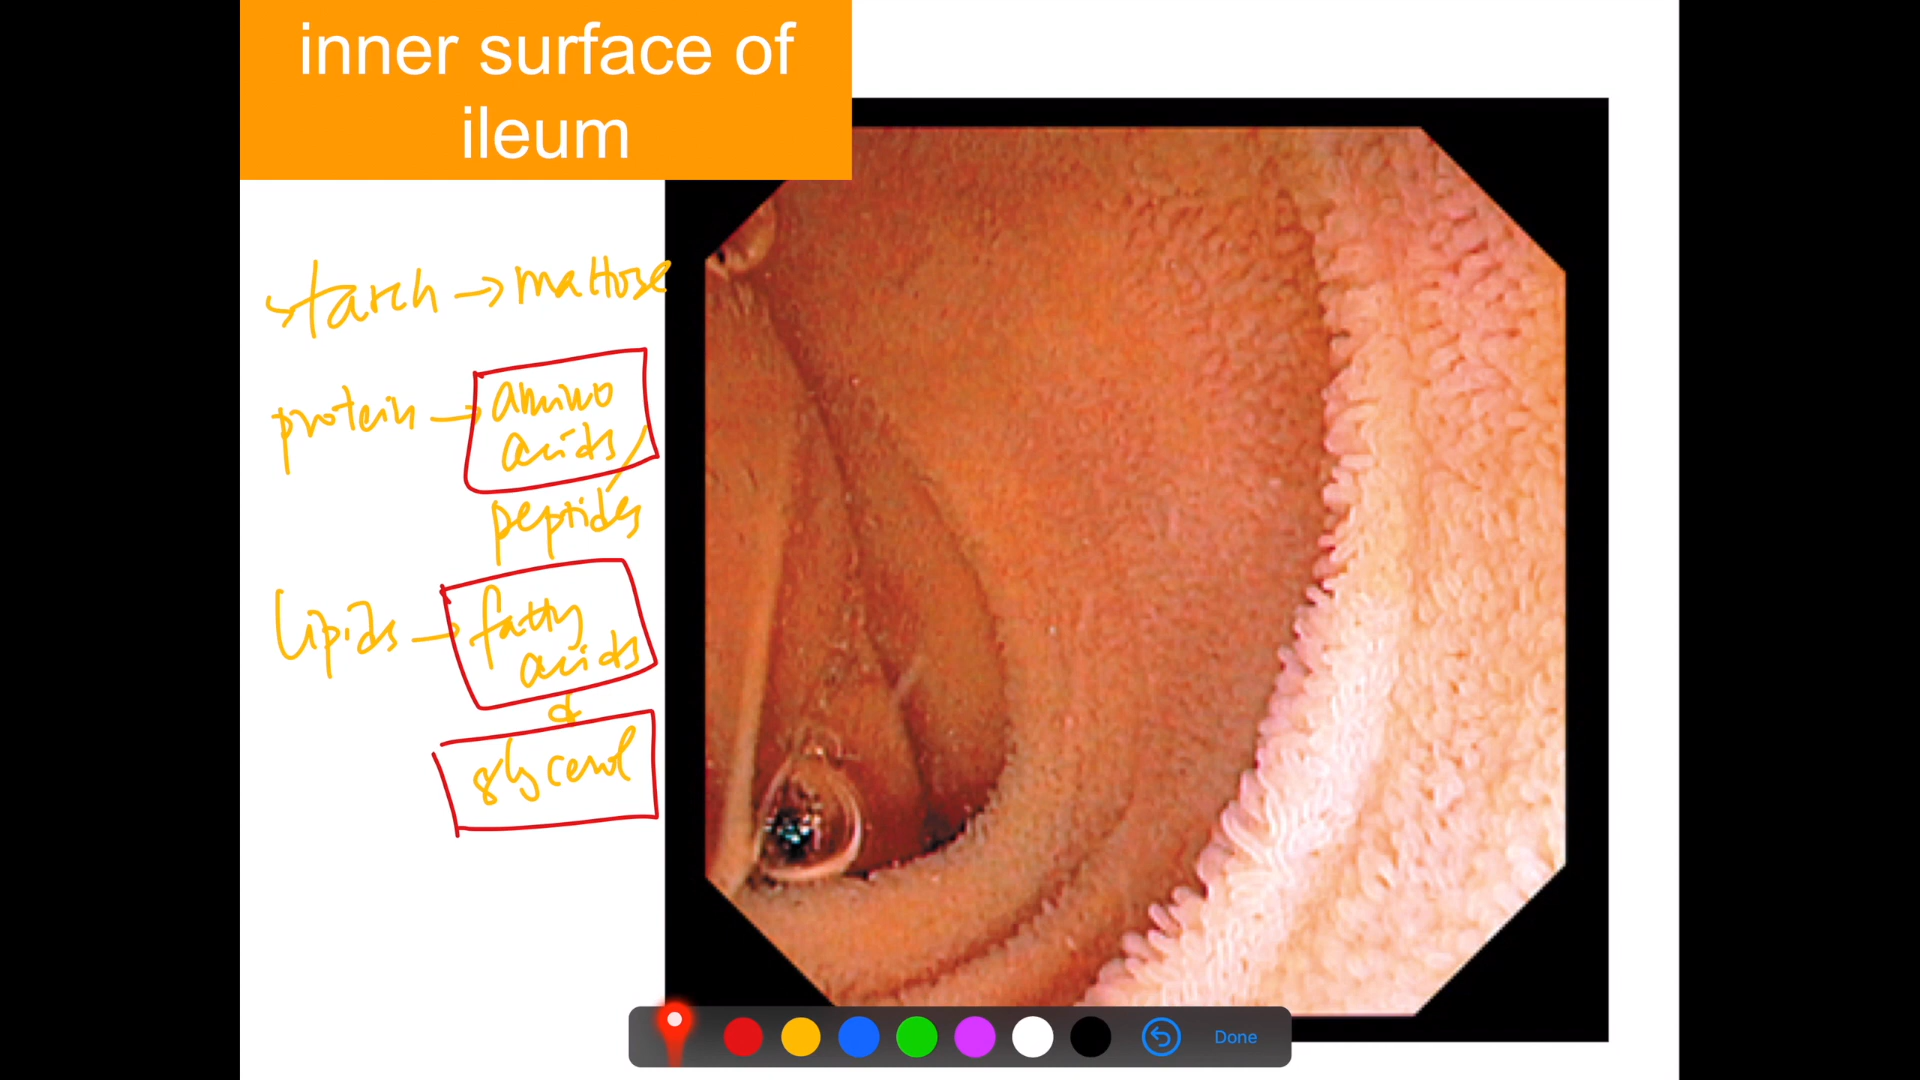 inner surface of
ileum
starch → maltose
protein → amino
acids /
peptides
lipids → fatty
acids
&
glycerol
Done